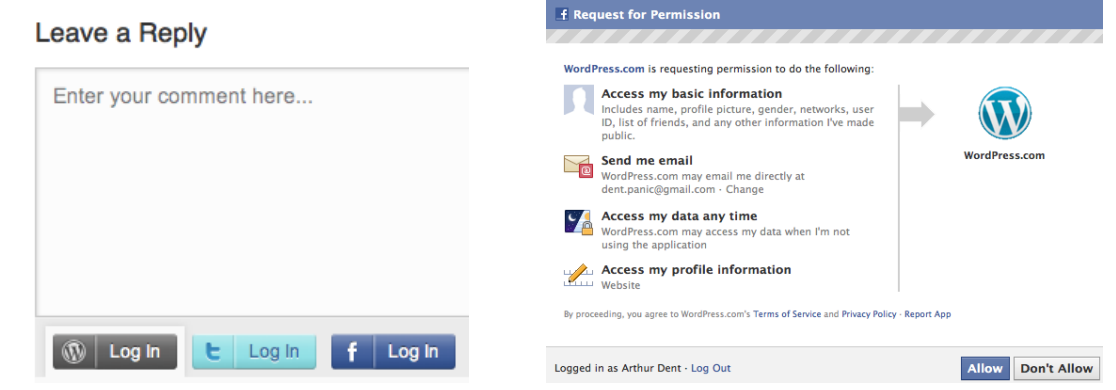 Leave a Reply
Enter your comment here...
Log In
Log In
Log In
Request for Permission
WordPress.com is requesting permission to do the following:
Access my basic information
Includes name, profile picture, gender, networks, user
ID, list of friends, and any other information I've made
public.
Send me email
WordPress.com may email me directly at
dent.panic@gmail.com · Change
Access my data any time
WordPress.com may access my data when I'm not
using the application
Access my profile information
Website
WordPress.com
By proceeding, you agree to WordPress.com's Terms of Service and Privacy Policy · Report App
Logged in as Arthur Dent · Log Out
Allow
Don't Allow